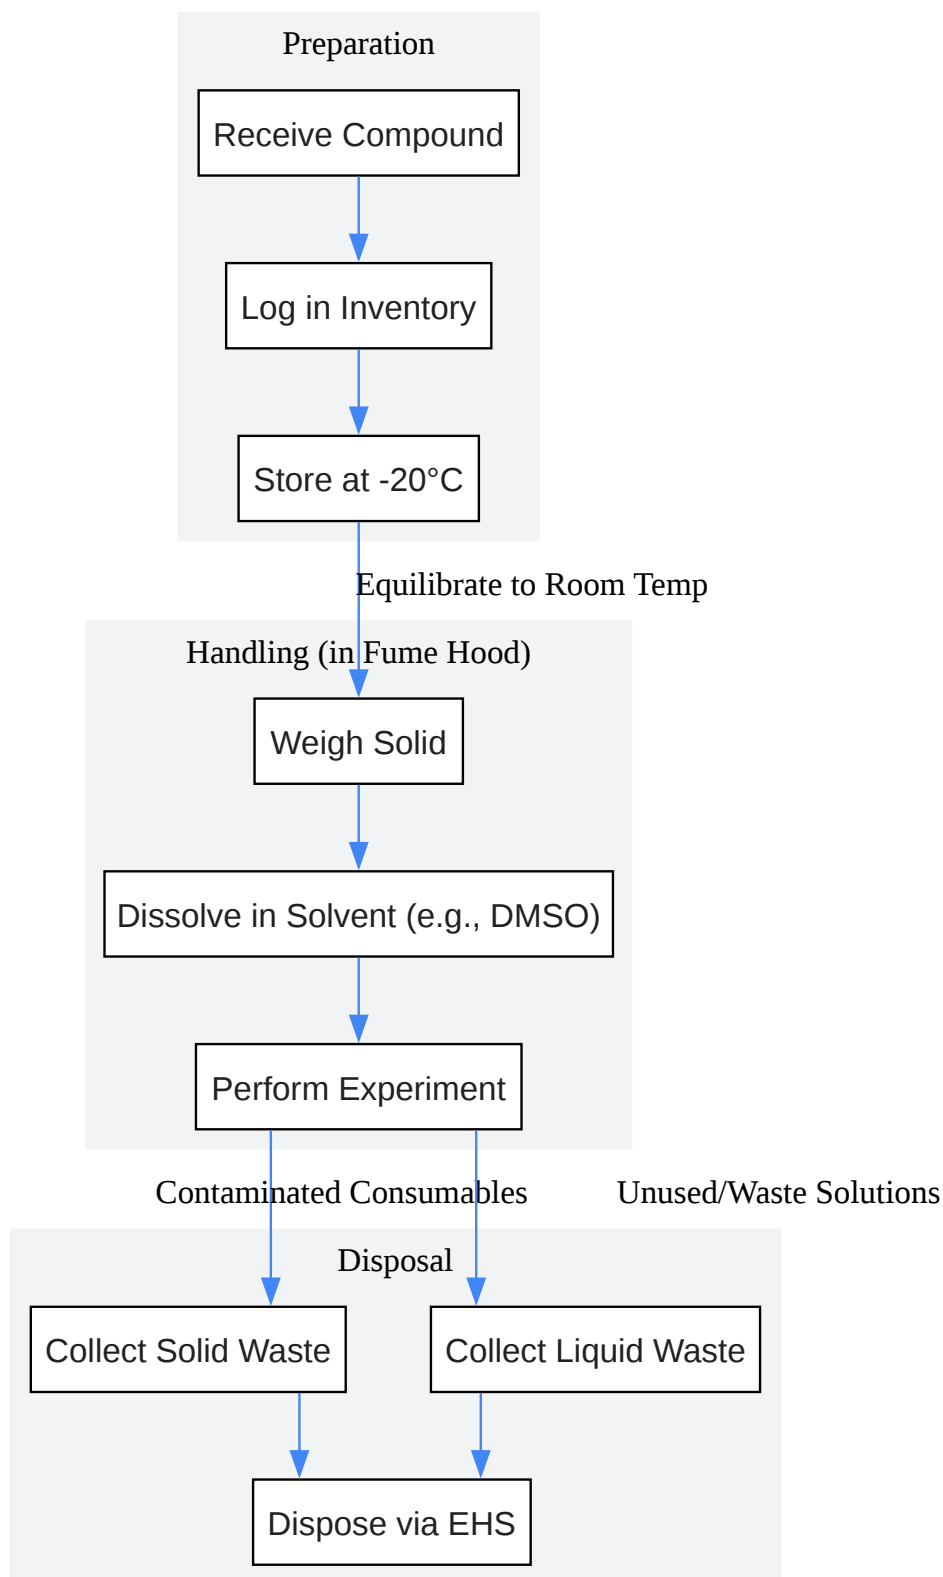 Preparation
Receive Compound
Log in Inventory
Store at -20°C
Equilibrate to Room Temp
Handling (in Fume Hood)
Weigh Solid
Dissolve in Solvent (e.g., DMSO)
Perform Experiment
Contaminated Consumables
Unused/Waste Solutions
Disposal
Collect Solid Waste
Collect Liquid Waste
Dispose via EHS